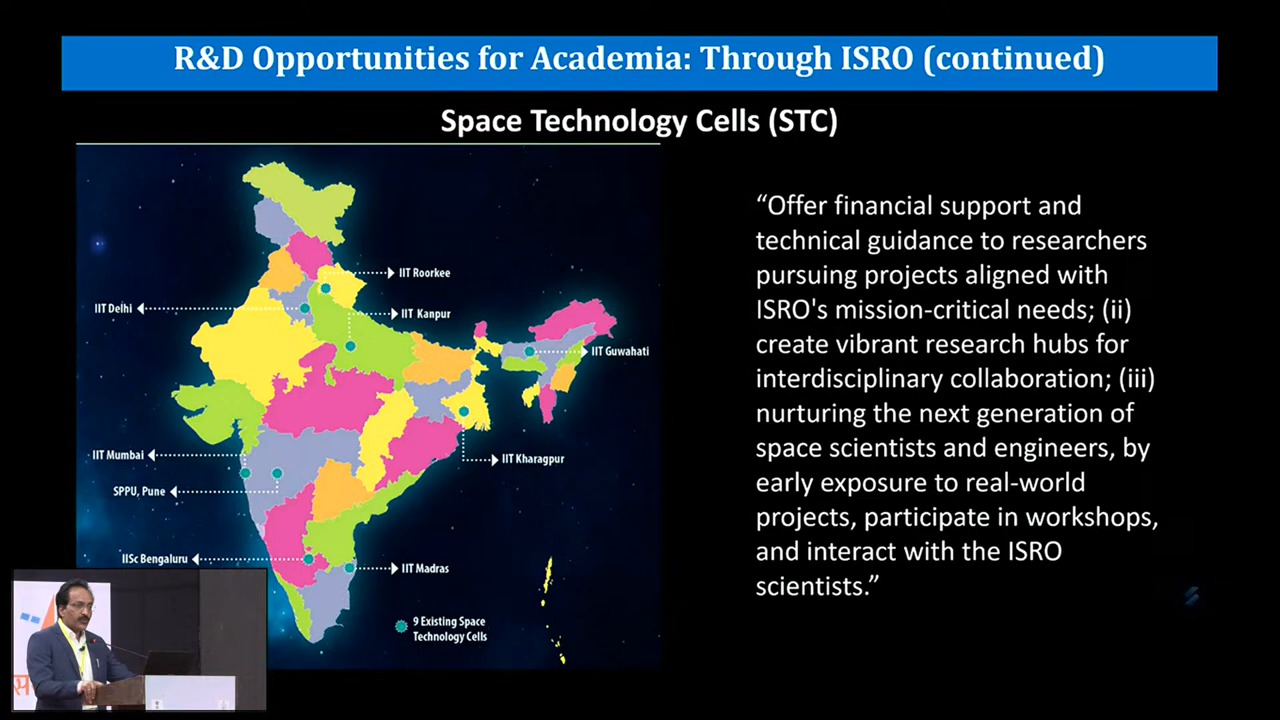 R&D Opportunities for Academia: Through ISRO (continued)
Space Technology Cells (STC)
IIT Roorkee
IIT Delhi
IIT Kanpur
IIT Guwahati
IIT Mumbai
IIT Kharagpur
SPPU, Pune
IISc Bengaluru
IIT Madras
9 Existing Space
Technology Cells
“Offer financial support and
technical guidance to researchers
pursuing projects aligned with
ISRO's mission-critical needs; (ii)
create vibrant research hubs for
interdisciplinary collaboration; (iii)
nurturing the next generation of
space scientists and engineers, by
early exposure to real-world
projects, participate in workshops,
and interact with the ISRO
scientists.”